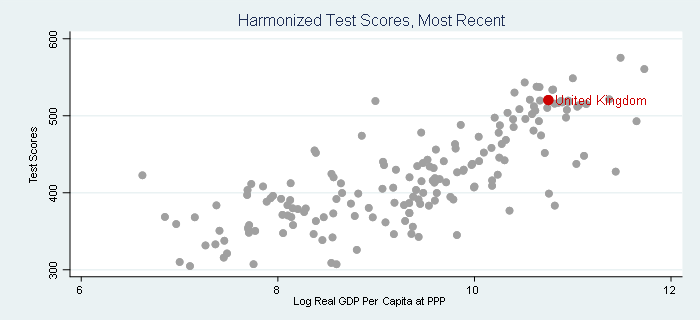 Harmonized Test Scores, Most Recent
600
500
400
300
Test Scores
United Kingdom
6
8
10
12
Log Real GDP Per Capita at PPP